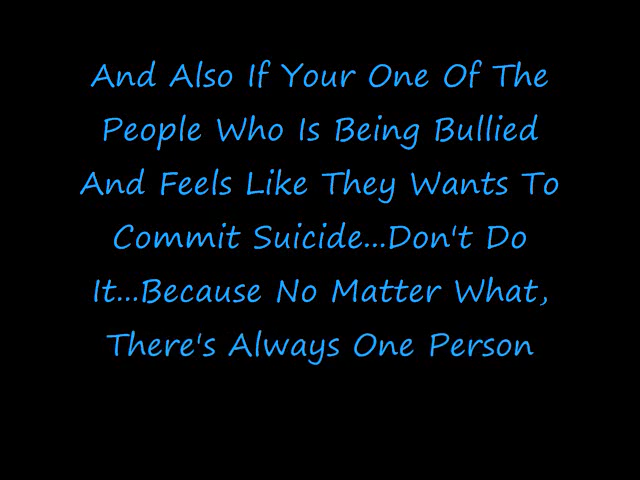 And Also If Your One Of The
People Who Is Being Bullied
And Feels Like They Wants To
Commit Suicide...Don't Do
It...Because No Matter What,
There's Always One Person